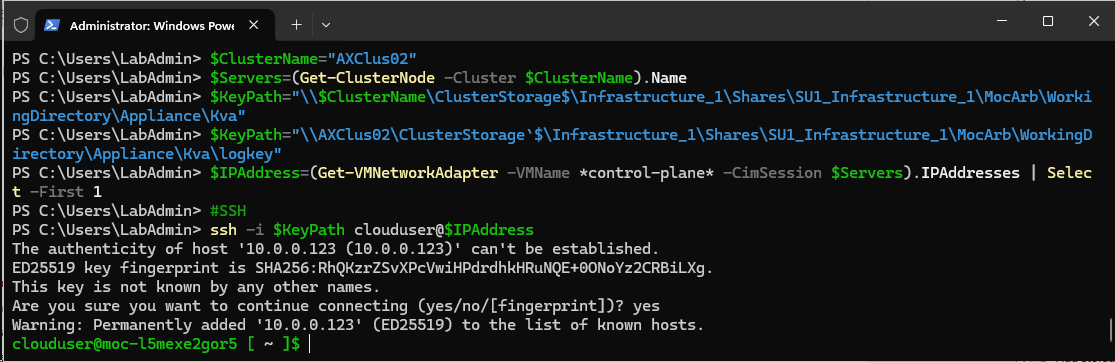 Administrator: Windows Powe
PS C:\Users\LabAdmin> $ClusterName="AXClus02"
PS C:\Users\LabAdmin> $Servers=(Get-ClusterNode -Cluster $ClusterName).Name
PS C:\Users\LabAdmin> $KeyPath="\\$ClusterName\ClusterStorage$\Infrastructure_1\Shares\SU1_Infrastructure_1\MocArb\Worki
ngDirectory\Appliance\Kva"
PS C:\Users\LabAdmin> $KeyPath="\\AXClus02\ClusterStorage`$\Infrastructure_1\Shares\SU1_Infrastructure_1\MocArb\WorkingD
irectory\Appliance\Kva\logkey"
PS C:\Users\LabAdmin> $IPAddress=(Get-VMNetworkAdapter -VMName *control-plane* -CimSession $Servers).IPAddresses | Selec
t -First 1
PS C:\Users\LabAdmin> #SSH
PS C:\Users\LabAdmin> ssh -i $KeyPath clouduser@$IPAddress
The authenticity of host '10.0.0.123 (10.0.0.123)' can't be established.
ED25519 key fingerprint is SHA256:RhQKzrZSvXPcVwiHPdrdhkHRuNQE+0ONoYz2CRBiLXg.
This key is not known by any other names.
Are you sure you want to continue connecting (yes/no/[fingerprint])? yes
Warning: Permanently added '10.0.0.123' (ED25519) to the list of known hosts.
clouduser@moc-l5mexe2gor5 [ ~ ]$